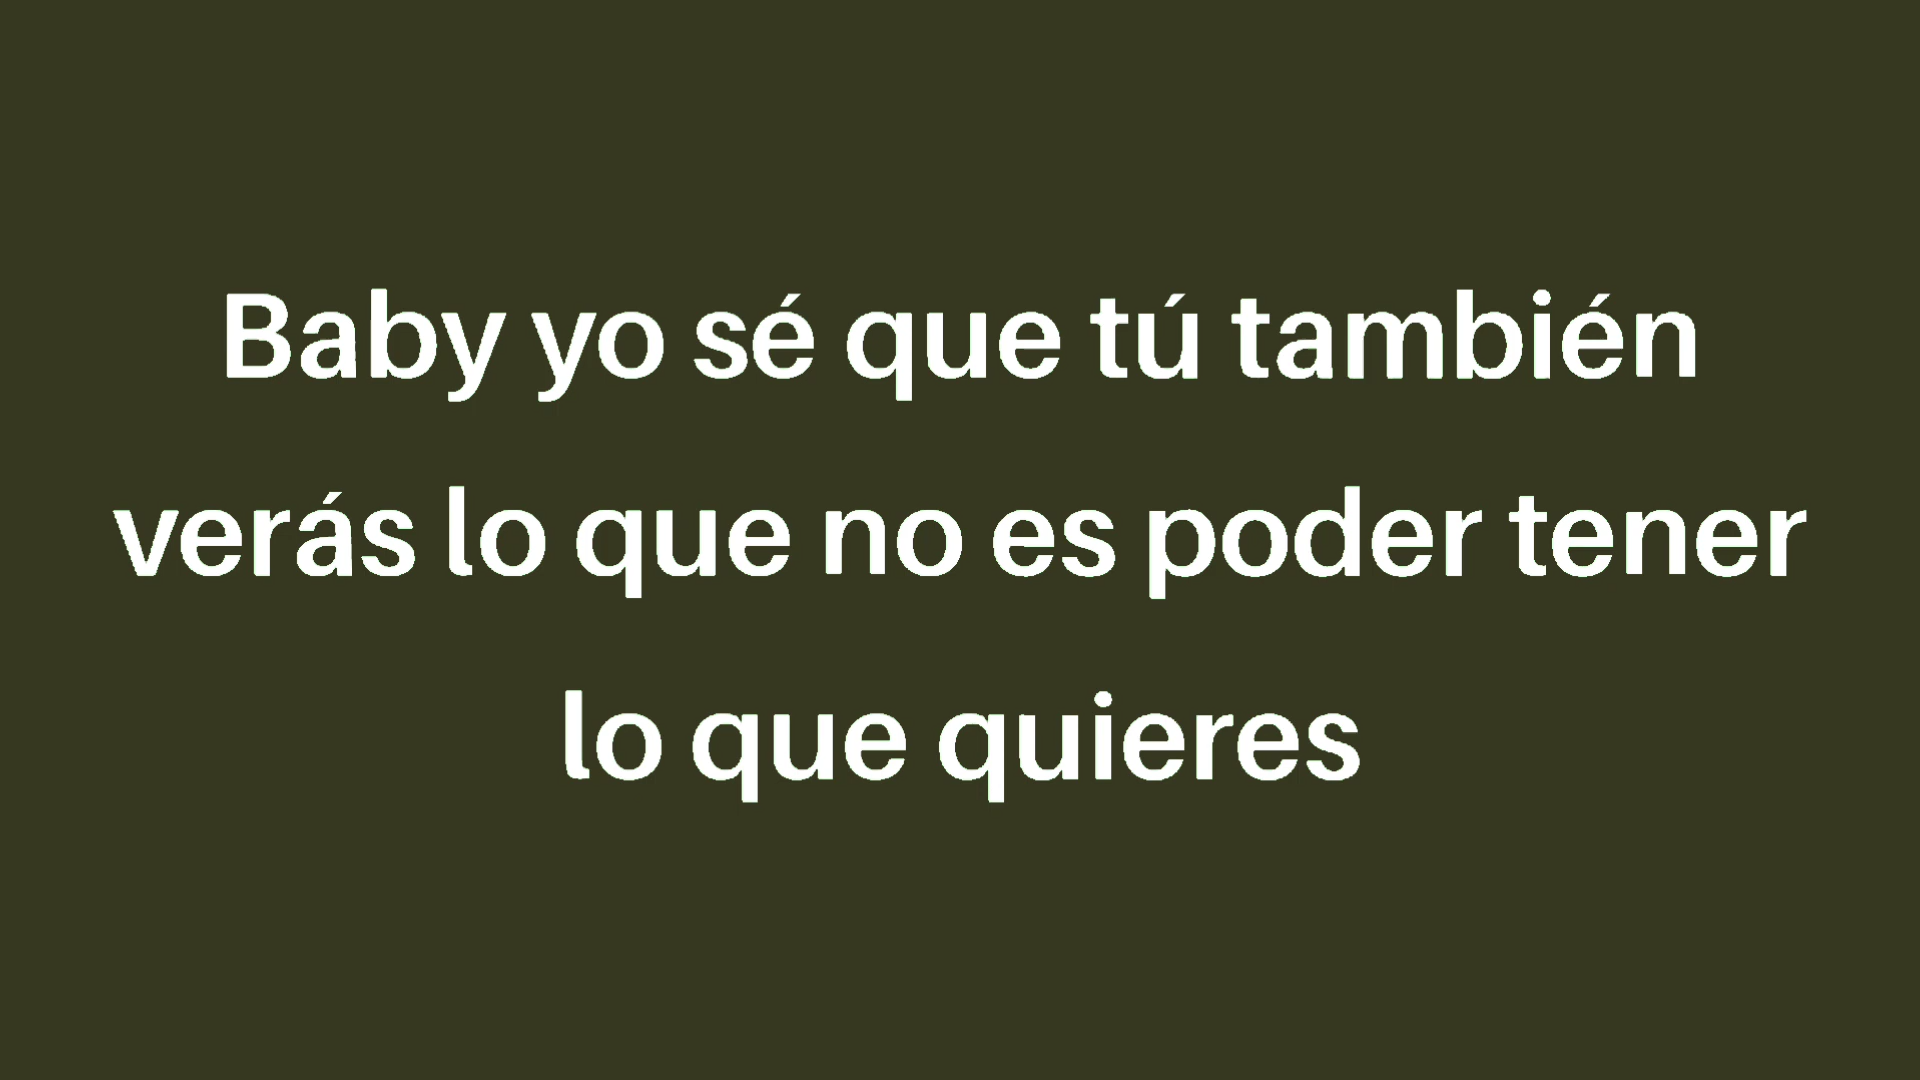 Baby yo sé que tú también
verás lo que no es poder tener
lo que quieres